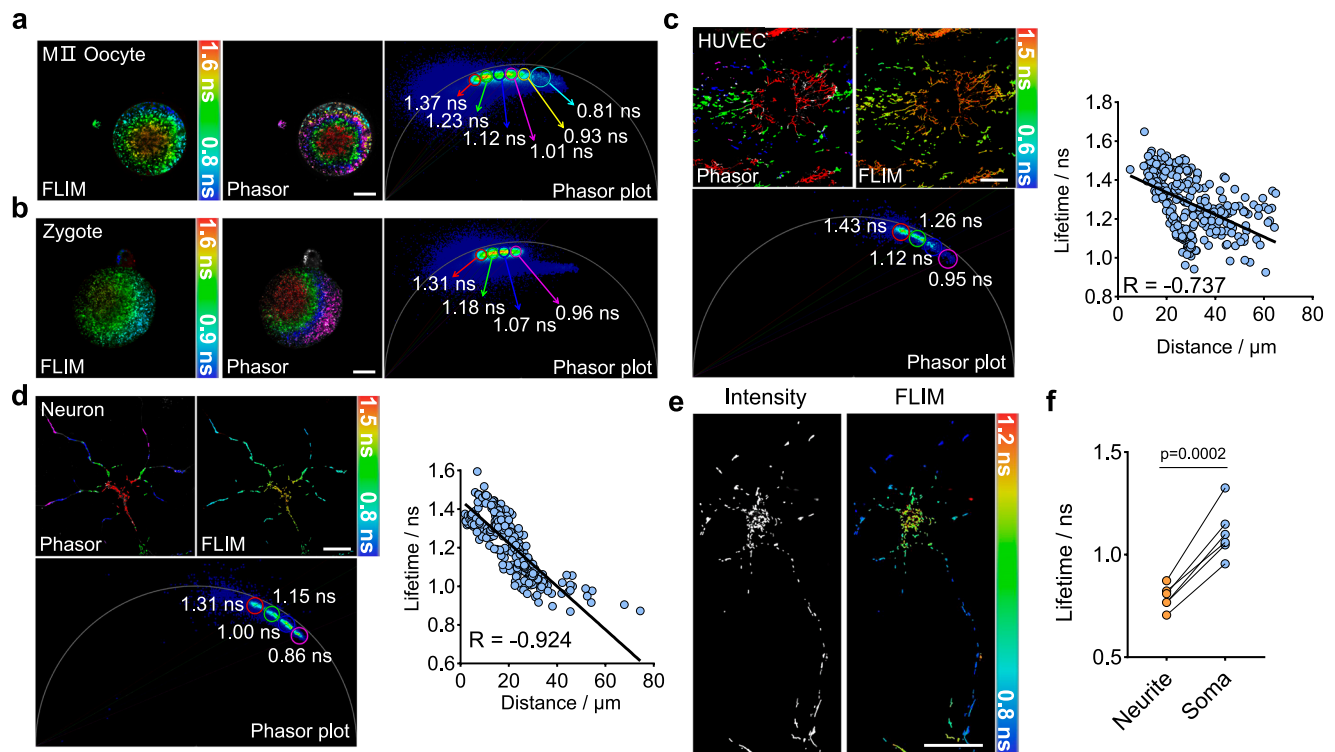 a
MⅡ Oocyte
FLIM
1.6 ns 0.8 ns
Phasor
1.37 ns
1.23 ns
1.12 ns
1.01 ns
0.93 ns
0.81 ns
Phasor plot
b
Zygote
FLIM
1.6 ns 0.9 ns
Phasor
1.31 ns
1.18 ns
1.07 ns
0.96 ns
Phasor plot
c
HUVEC
Phasor
FLIM
1.5 ns 0.6 ns
1.43 ns
1.26 ns
1.12 ns
0.95 ns
Phasor plot
Lifetime / ns
1.8
1.6
1.4
1.2
1.0
0.8
R = -0.737
0 20 40 60 80
Distance / μm
d
Neuron
Phasor
FLIM
1.5 ns 0.8 ns
1.31 ns
1.15 ns
1.00 ns
0.86 ns
Phasor plot
Lifetime / ns
1.6
1.4
1.2
1.0
0.8
0.6
R = -0.924
0 20 40 60 80
Distance / μm
e
Intensity
FLIM
1.2 ns 0.8 ns
f
Lifetime / ns
1.5
1.0
0.5
p=0.0002
Neurite
Soma